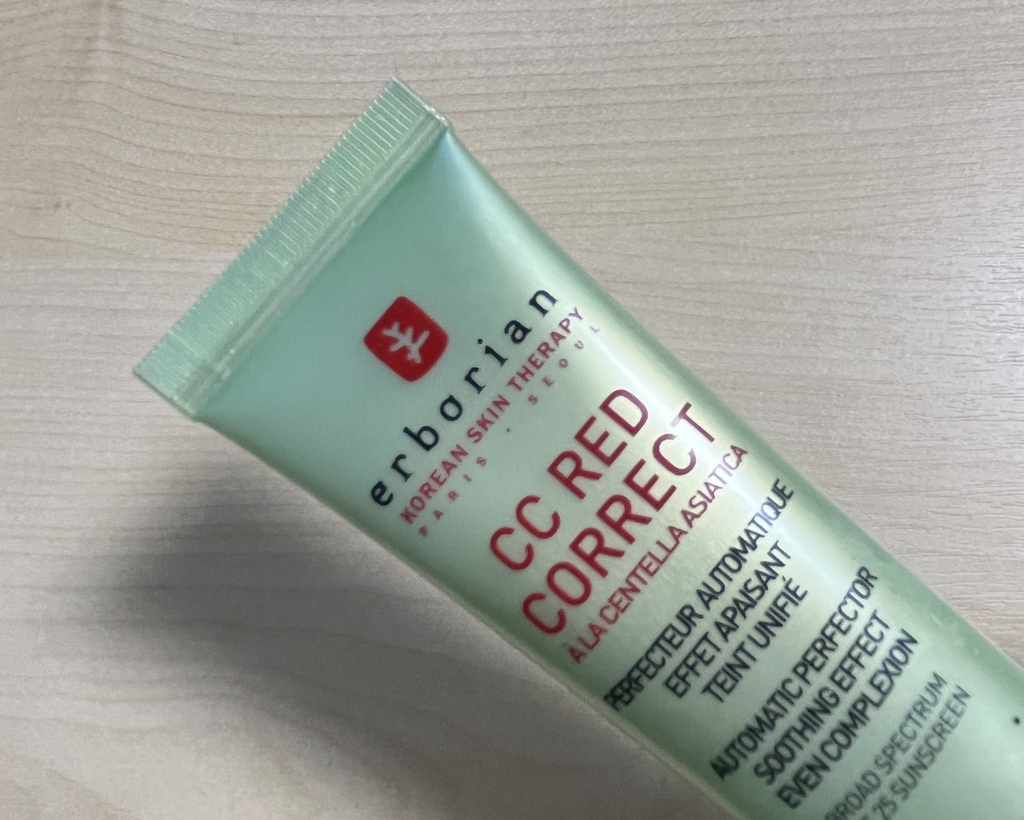 erborian
KOREAN SKIN THERAPY
PARIS · SEOUL
CC RED
CORRECT
À LA CENTELLA ASIATICA
PERFECTEUR AUTOMATIQUE
EFFET APAISANT
TEINT UNIFIÉ
AUTOMATIC PERFECTOR
SOOTHING EFFECT
EVEN COMPLEXION
BROAD SPECTRUM
25 SUNSCREEN